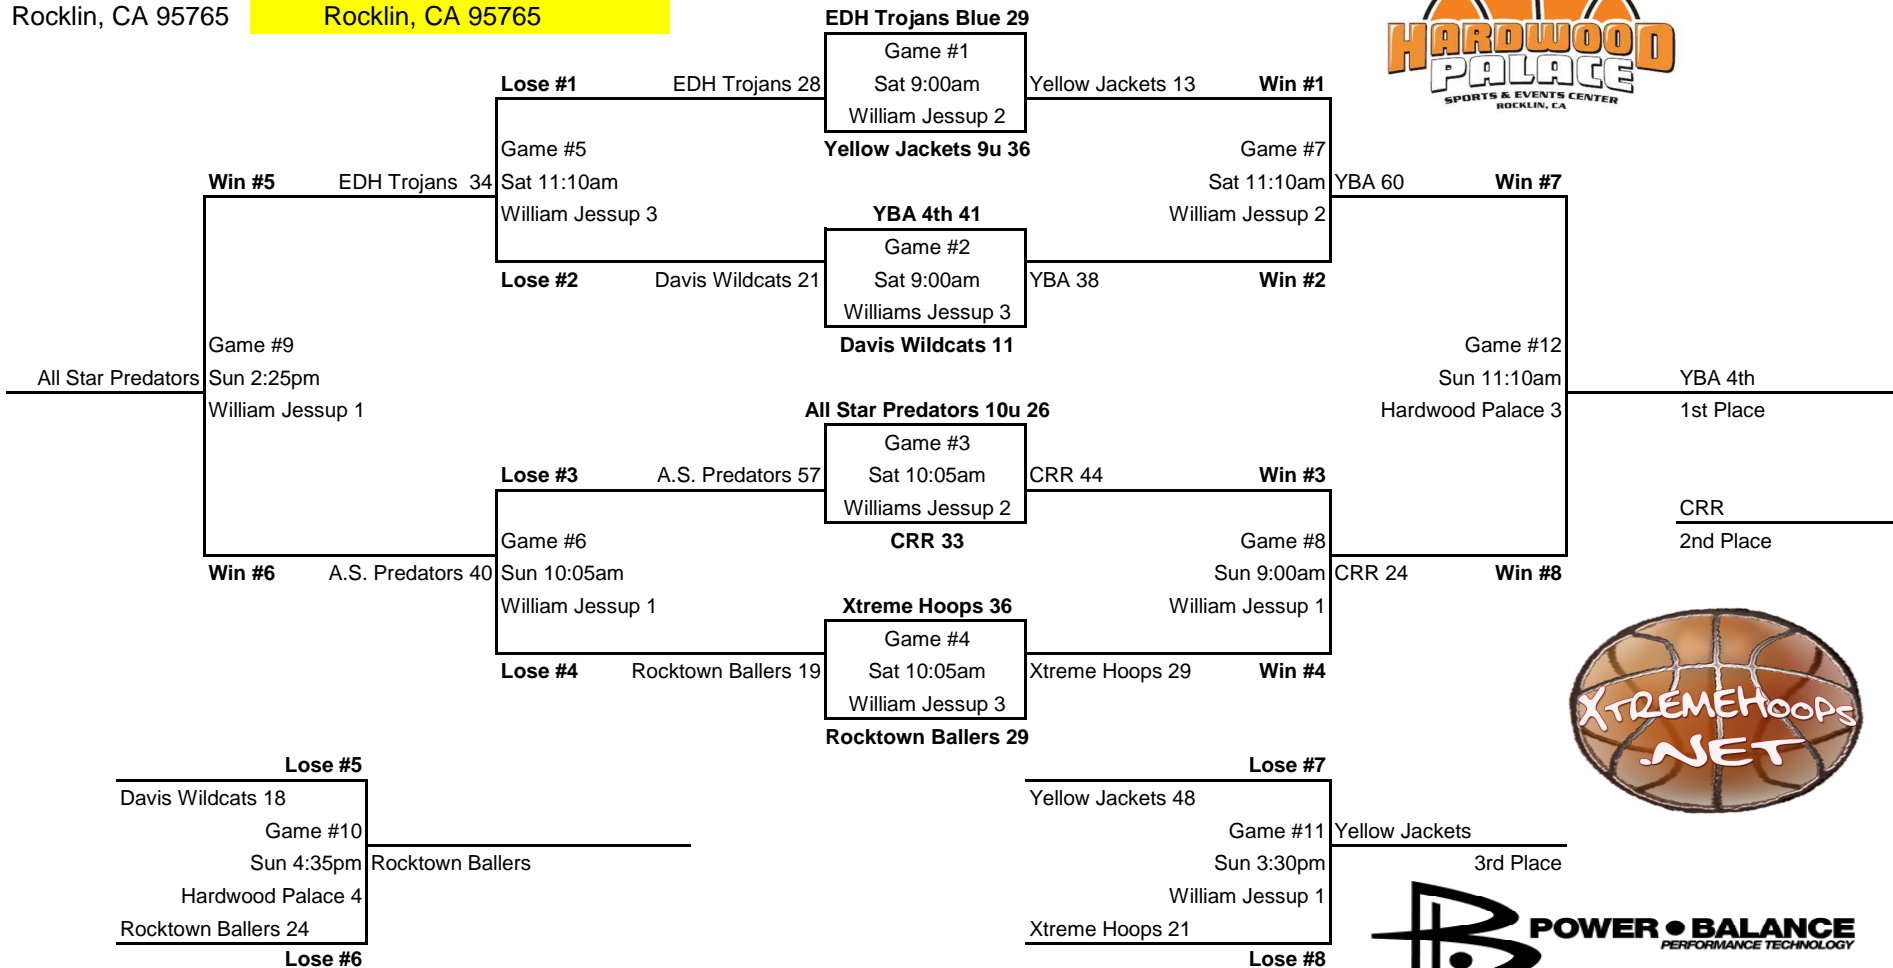 Rocklin, CA 95765 Rocklin, CA 95765
EDH Trojans Blue 29
HARDWOOD
PALACE
SPORTS & EVENTS CENTER
ROCKLIN, CA
Game #1
Lose #1 EDH Trojans 28 Sat 9:00am Yellow Jackets 13 Win #1
William Jessup 2
Game #5 Yellow Jackets 9u 36 Game #7
Win #5 EDH Trojans 34 Sat 11:10am Sat 11:10am YBA 60 Win #7
William Jessup 3 YBA 4th 41 William Jessup 2
Game #2
Lose #2 Davis Wildcats 21 Sat 9:00am YBA 38 Win #2
Williams Jessup 3
Game #9 Davis Wildcats 11 Game #12
All Star Predators Sun 2:25pm Sun 11:10am YBA 4th
William Jessup 1 All Star Predators 10u 26 Hardwood Palace 3 1st Place
Game #3
Lose #3 A.S. Predators 57 Sat 10:05am CRR 44 Win #3
Williams Jessup 2 CRR
Game #6 CRR 33 Game #8 2nd Place
Win #6 A.S. Predators 40 Sun 10:05am Sun 9:00am CRR 24 Win #8
William Jessup 1 Xtreme Hoops 36 William Jessup 1
Game #4
Lose #4 Rocktown Ballers 19 Sat 10:05am Xtreme Hoops 29 Win #4
William Jessup 3
XTREMEHOOPS
.NET
Rocktown Ballers 29
Lose #5 Lose #7
Davis Wildcats 18 Yellow Jackets 48
Game #10 Game #11 Yellow Jackets
Sun 4:35pm Rocktown Ballers Sun 3:30pm 3rd Place
Hardwood Palace 4 William Jessup 1
Rocktown Ballers 24 Xtreme Hoops 21
POWER BALANCE
PERFORMANCE TECHNOLOGY
Lose #6 Lose #8